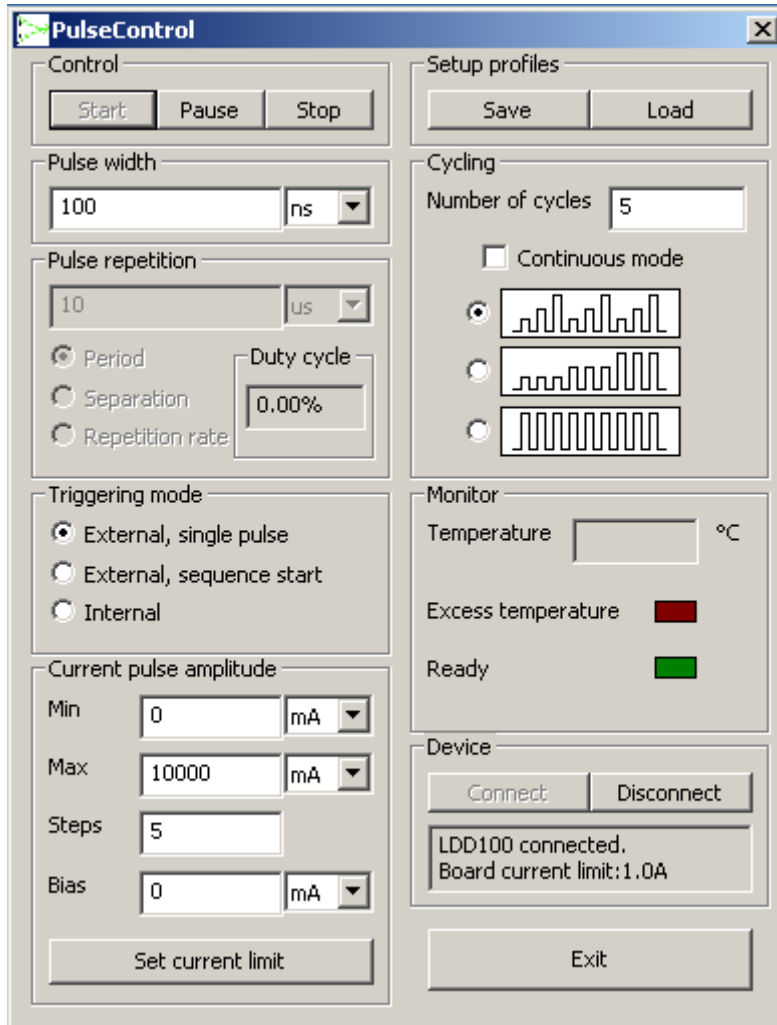 PulseControl
Control
Start Pause Stop
Pulse width
100 ns
Pulse repetition
10 us
Period
Separation
Repetition rate
Duty cycle
0.00%
Triggering mode
External, single pulse
External, sequence start
Internal
Current pulse amplitude
Min 0 mA
Max 10000 mA
Steps 5
Bias 0 mA
Set current limit
Setup profiles
Save Load
Cycling
Number of cycles 5
Continuous mode
Monitor
Temperature °C
Excess temperature
Ready
Device
Connect Disconnect
LDD100 connected.
Board current limit:1.0A
Exit